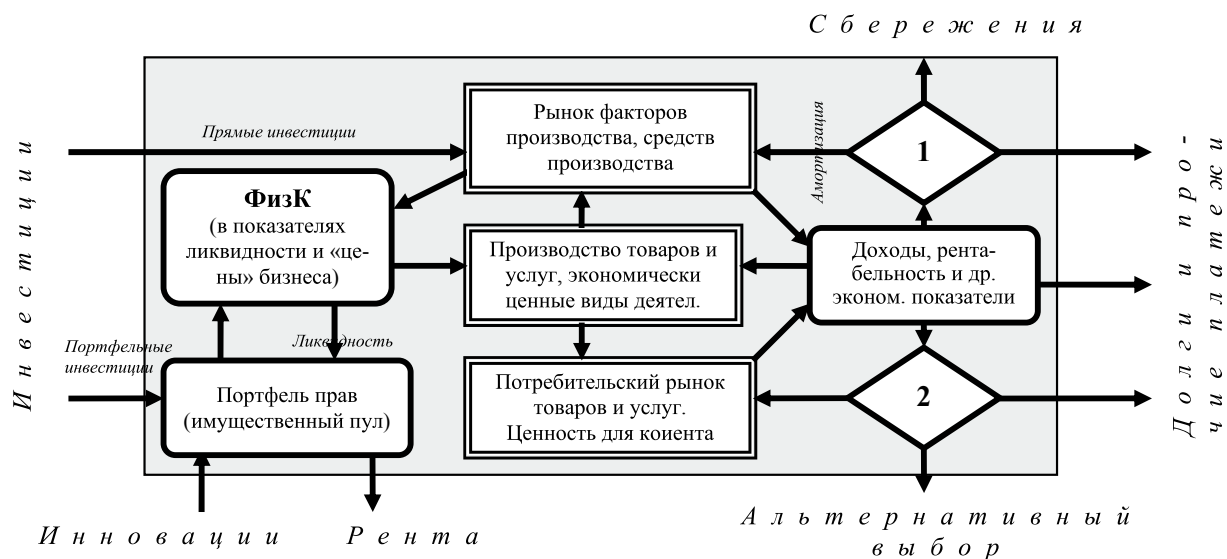 Сбережения
Инвестиции
Прямые инвестиции
Рынок факторов
производства, средств
производства
Амортизация
1
Долги и про-
чие платежи
ФизК
(в показателях
ликвидности и «це-
ны» бизнеса)
Производство товаров и
услуг, экономически
ценные виды деятел.
Доходы, рента-
бельность и др.
эконом. показатели
Портфельные
инвестиции
Ликвидность
Портфель прав
(имущественный пул)
Потребительский рынок
товаров и услуг.
Ценность для коиента
2
Инновации
Рента
Альтернативный
выбор